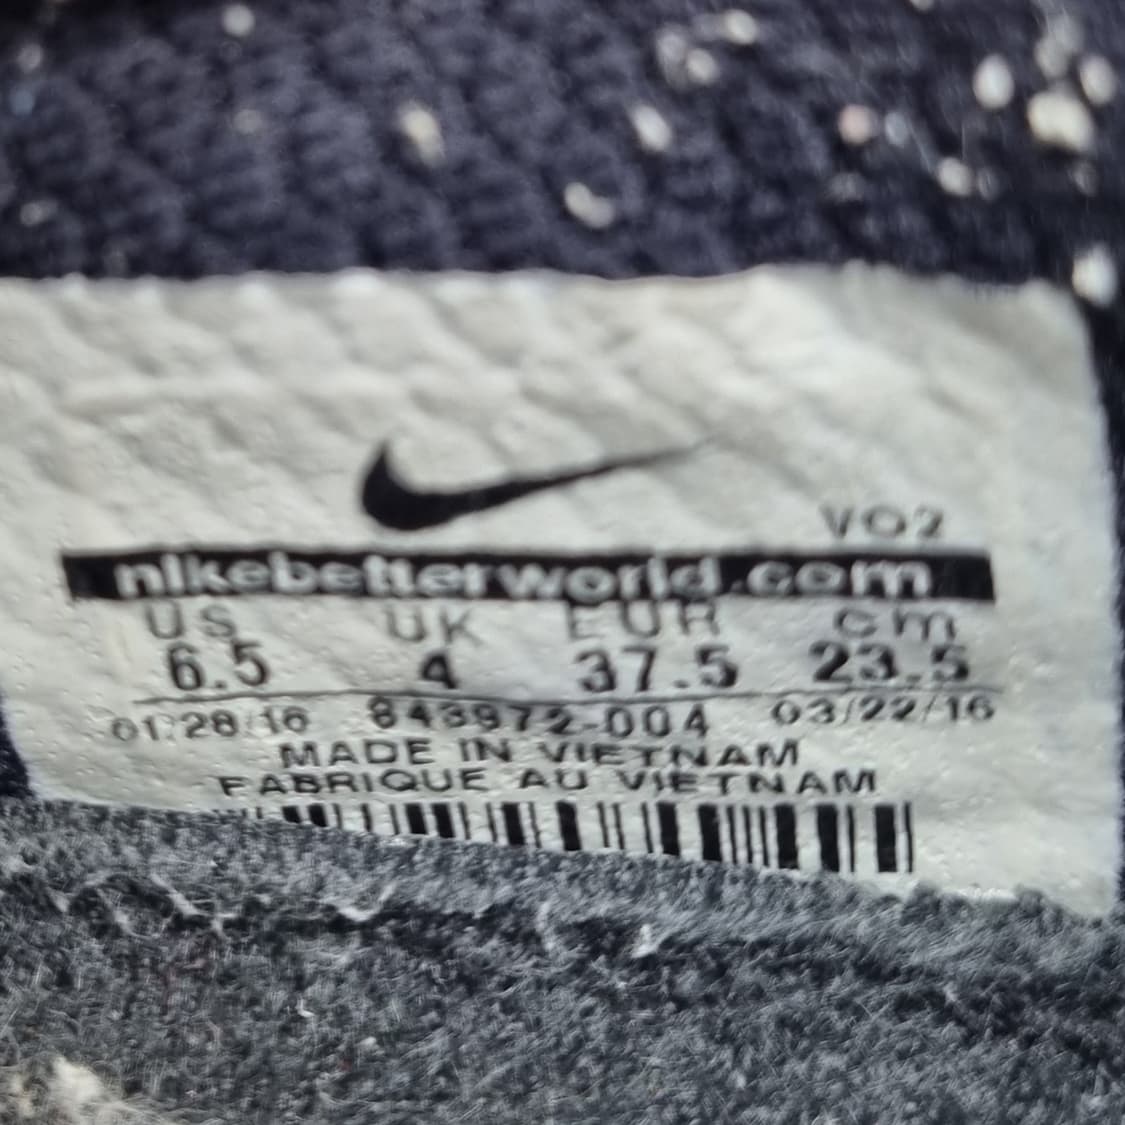 VO2
nikebetterworld.com
US UK EUR cm
6.5 4 37.5 23.5
01/28/16 843972-004 03/22/16
MADE IN VIETNAM
FABRIQUE AU VIETNAM